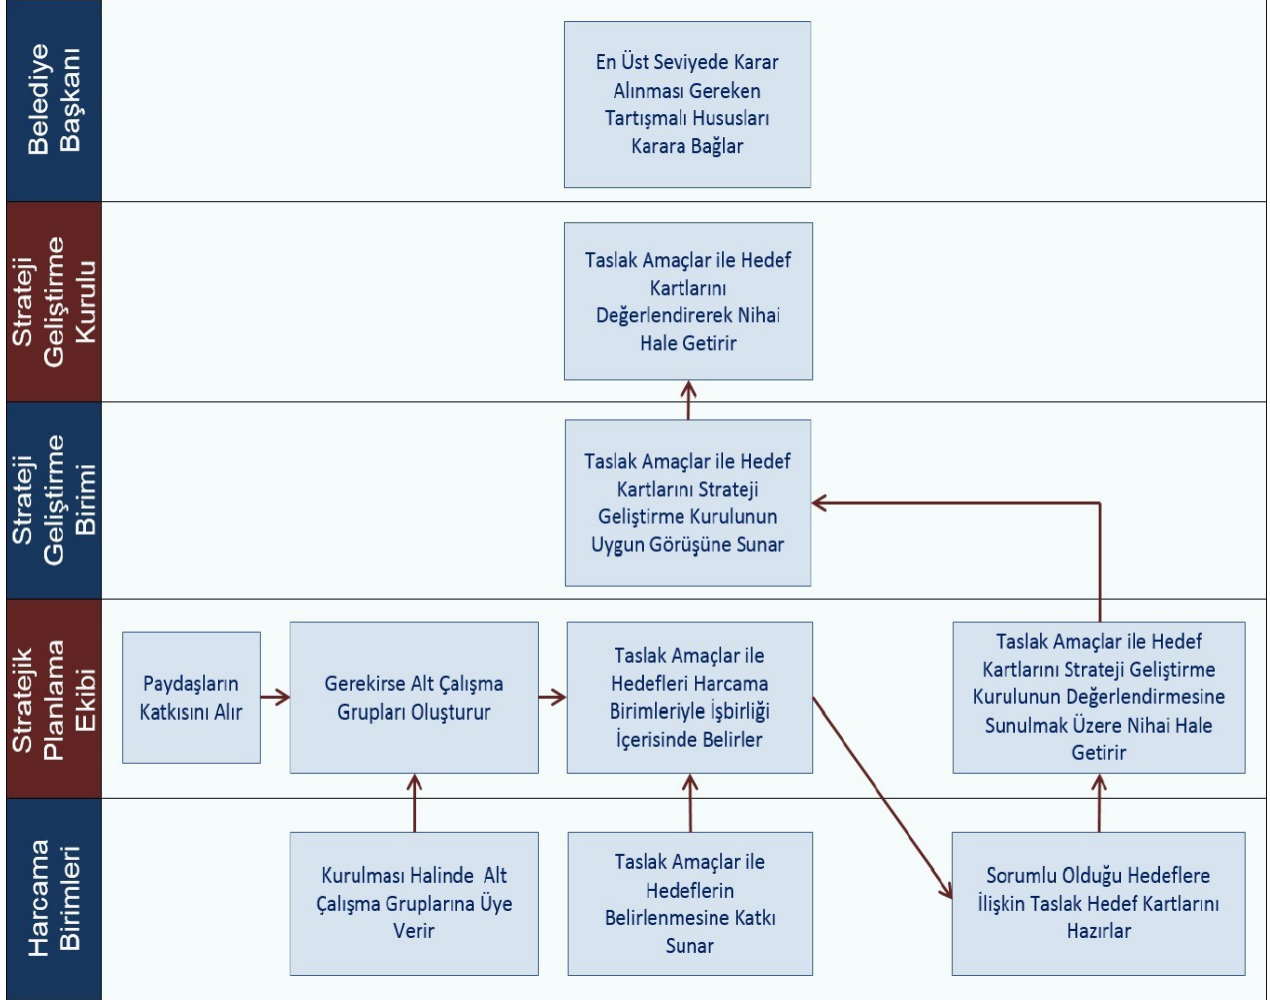 Belediye
Başkanı
En Üst Seviyede Karar
Alınması Gereken
Tartışmalı Hususları
Karara Bağlar
Strateji
Geliştirme
Kurulu
Taslak Amaçlar ile Hedef
Kartlarını
Değerlendirerek Nihai
Hale Getirir
Strateji
Geliştirme
Birimi
Taslak Amaçlar ile Hedef
Kartlarını Strateji
Geliştirme Kurulunun
Uygun Görüşüne Sunar
Stratejik
Planlama
Ekibi
Paydaşların
Katkısını Alır
Gerekirse Alt Çalışma
Grupları Oluşturur
Taslak Amaçlar ile
Hedefleri Harcama
Birimleriyle İşbirliği
İçerisinde Belirler
Taslak Amaçlar ile Hedef
Kartlarını Strateji Geliştirme
Kurulunun Değerlendirmesine
Sunulmak Üzere Nihai Hale
Getirir
Harcama
Birimleri
Kurulması Halinde Alt
Çalışma Gruplarına Üye
Verir
Taslak Amaçlar ile
Hedeflerin
Belirlenmesine Katkı
Sunar
Sorumlu Olduğu Hedeflere
İlişkin Taslak Hedef Kartlarını
Hazırlar